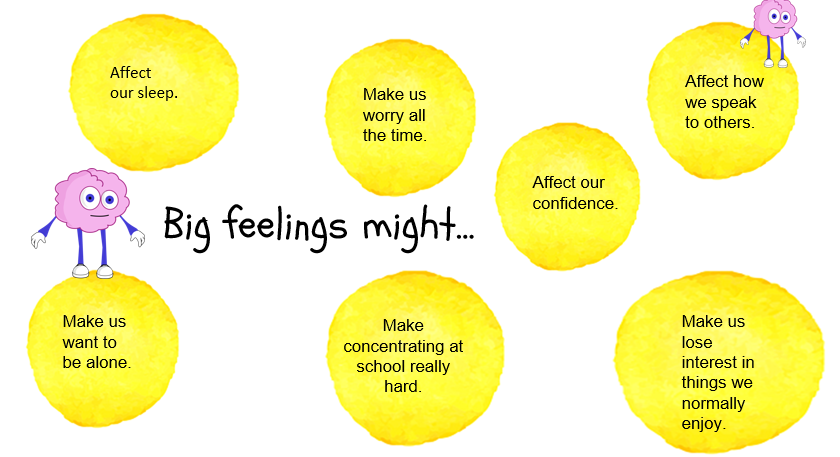 Affect
our sleep.
Make us
worry all
the time.
Affect how
we speak
to others.
Affect our
confidence.
Big feelings might...
Make us
want to
be alone.
Make
concentrating at
school really
hard.
Make us
lose
interest in
things we
normally
enjoy.